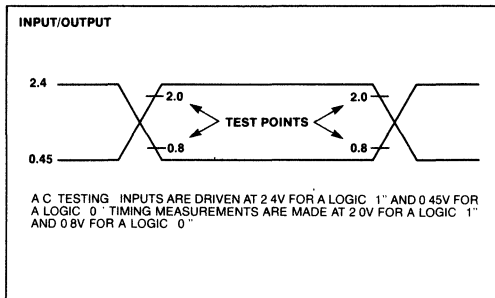 INPUT/OUTPUT
2.4
2.0
2.0
TEST POINTS
0.8
0.8
0.45
A C TESTING INPUTS ARE DRIVEN AT 2 4V FOR A LOGIC 1" AND 0 45V FOR
A LOGIC 0 ' TIMING MEASUREMENTS ARE MADE AT 2 0V FOR A LOGIC 1"
AND 0 8V FOR A LOGIC 0 "